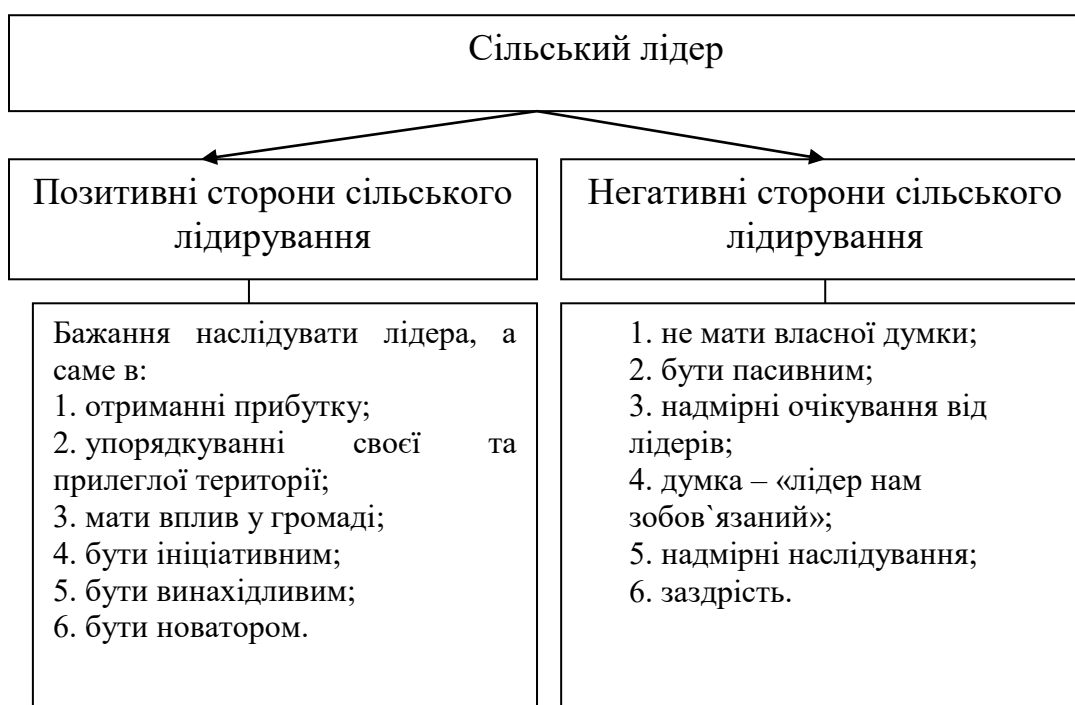 Сільський лідер
Позитивні сторони сільського
лідирування
Негативні сторони сільського
лідирування
Бажання наслідувати лідера, а
саме в:
1. отриманні прибутку;
2. упорядкуванні своєї та
прилеглої території;
3. мати вплив у громаді;
4. бути ініціативним;
5. бути винахідливим;
6. бути новатором.
1. не мати власної думки;
2. бути пасивним;
3. надмірні очікування від
лідерів;
4. думка – «лідер нам
зобов`язаний»;
5. надмірні наслідування;
6. заздрість.